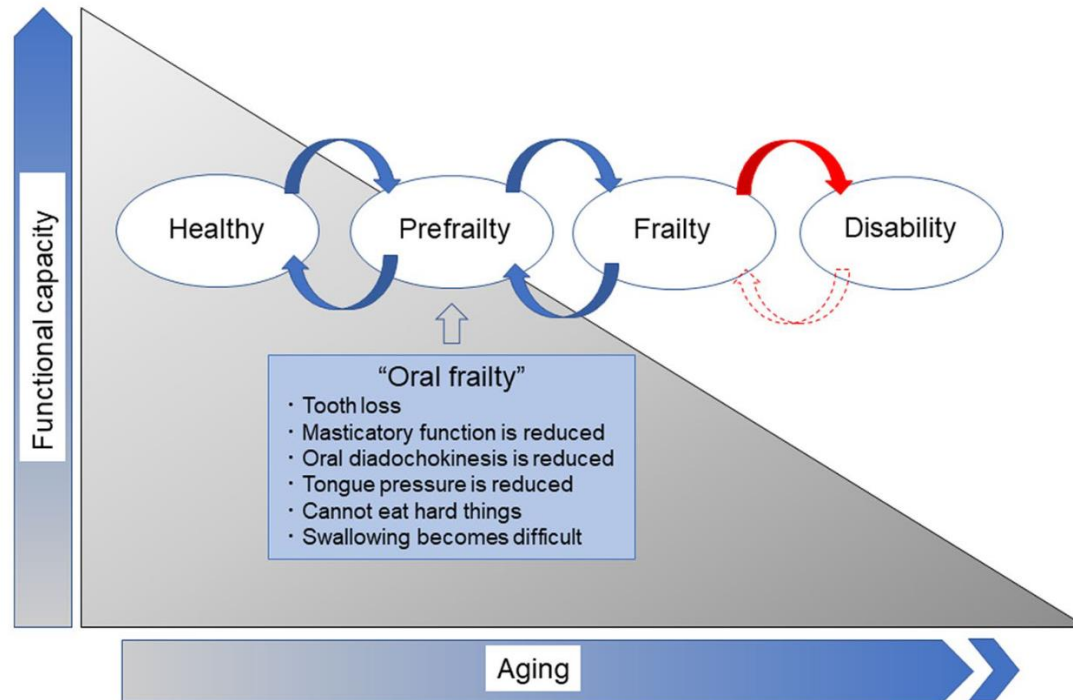 Functional capacity
Healthy
Prefrailty
Frailty
Disability
“Oral frailty”
・Tooth loss
・Masticatory function is reduced
・Oral diadochokinesis is reduced
・Tongue pressure is reduced
・Cannot eat hard things
・Swallowing becomes difficult
Aging